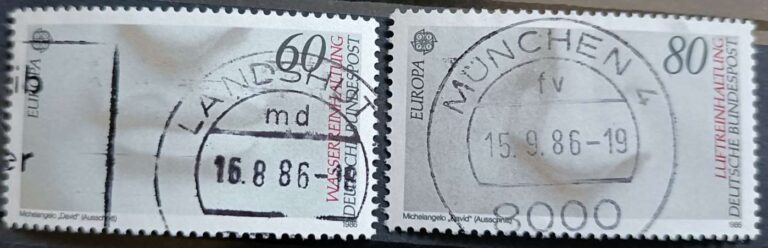 EUROPA
60
WASSERREINHALTUNG
DEUTSCHE BUNDESPOST
md
16.8 86-
Michelangelo „David" (Ausschnitt)
1986
EUROPA
80
LUFTREINHALTUNG
DEUTSCHE BUNDESPOST
MÜNCHEN 4
fv
15.9.86-19
8000
Michelangelo „David" (Ausschnitt)
1986